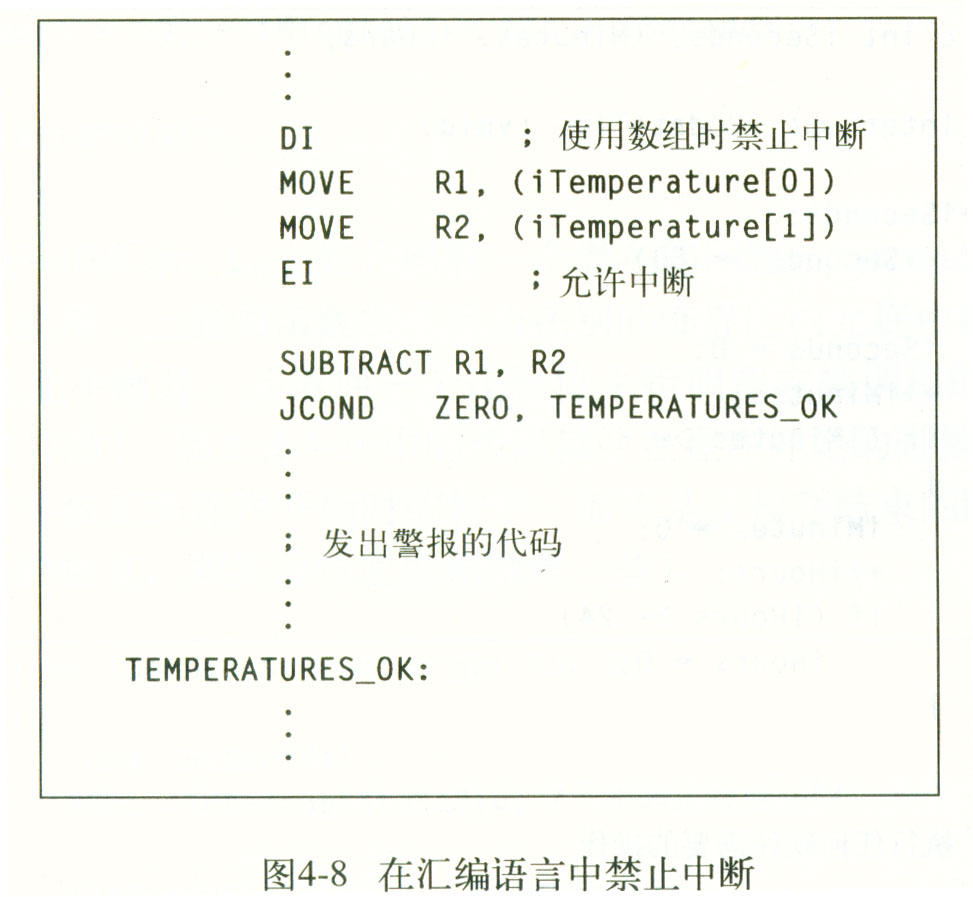 DI ; 使用数组时禁止中断
MOVE R1, (iTemperature[0])
MOVE R2, (iTemperature[1])
EI ; 允许中断
SUBTRACT R1, R2
JCOND ZERO, TEMPERATURES_OK
; 发出警报的代码
TEMPERATURES_OK:
图4-8 在汇编语言中禁止中断